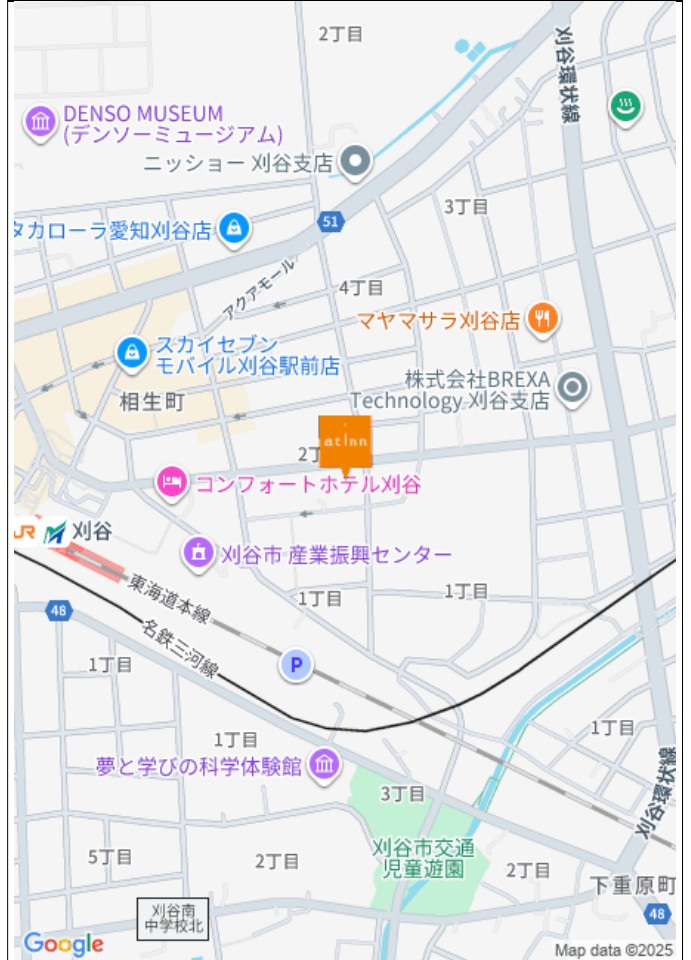 2丁目
刈谷環状線
DENSO MUSEUM
(デンソーミュージアム)
ニッショー 刈谷支店
3丁目
51
タカローラ愛知刈谷店
アクアモール
4丁目
マヤマサラ刈谷店
スカイセブン
モバイル刈谷駅前店
株式会社BREXA
Technology 刈谷支店
相生町
atinn
コンフォートホテル刈谷
刈谷
刈谷市 産業振興センター
東海道本線
1丁目
1丁目
48
名鉄三河線
P
1丁目
1丁目
1丁目
夢と学びの科学体験館
刈谷環状線
3丁目
5丁目
2丁目
刈谷市交通
児童遊園
2丁目
下重原町
刈谷南
中学校北
48
Google
Map data ©2025